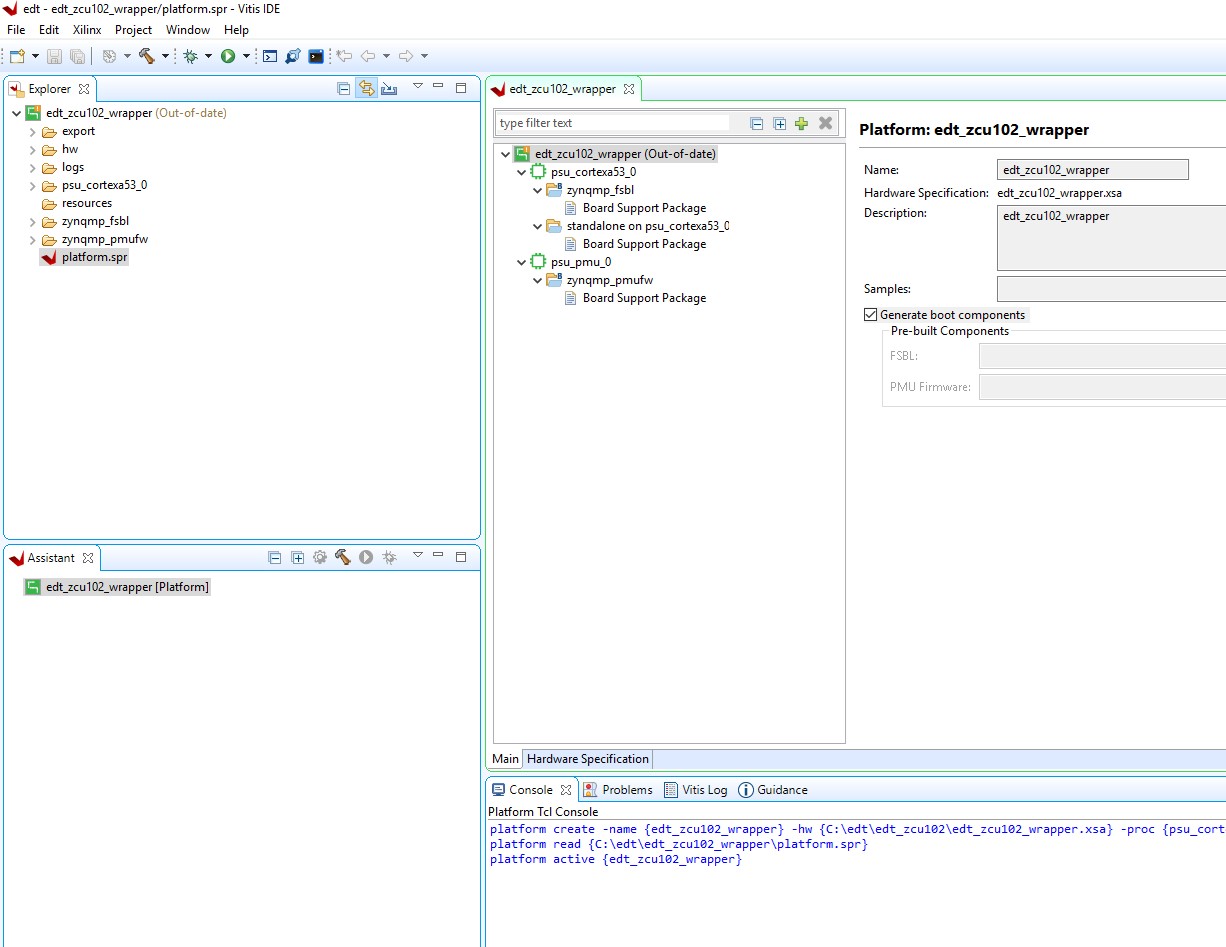 edt - edt_zcu102_wrapper/platform.spr - Vitis IDE
File Edit Xilinx Project Window Help
Explorer
edt_zcu102_wrapper (Out-of-date)
export
hw
logs
psu_cortexa53_0
resources
zynqmp_fsbl
zynqmp_pmufw
platform.spr
Assistant
edt_zcu102_wrapper [Platform]
edt_zcu102_wrapper
type filter text
edt_zcu102_wrapper (Out-of-date)
psu_cortexa53_0
zynqmp_fsbl
Board Support Package
standalone on psu_cortexa53_0
Board Support Package
psu_pmu_0
zynqmp_pmufw
Board Support Package
Platform: edt_zcu102_wrapper
Name: edt_zcu102_wrapper
Hardware Specification: edt_zcu102_wrapper.xsa
Description: edt_zcu102_wrapper
Samples:
Generate boot components
Pre-built Components
FSBL:
PMU Firmware:
Main Hardware Specification
Console Problems Vitis Log Guidance
Platform Tcl Console
platform create -name {edt_zcu102_wrapper} -hw {C:\edt\edt_zcu102\edt_zcu102_wrapper.xsa} -proc {psu_cort
platform read {C:\edt\edt_zcu102_wrapper\platform.spr}
platform active {edt_zcu102_wrapper}